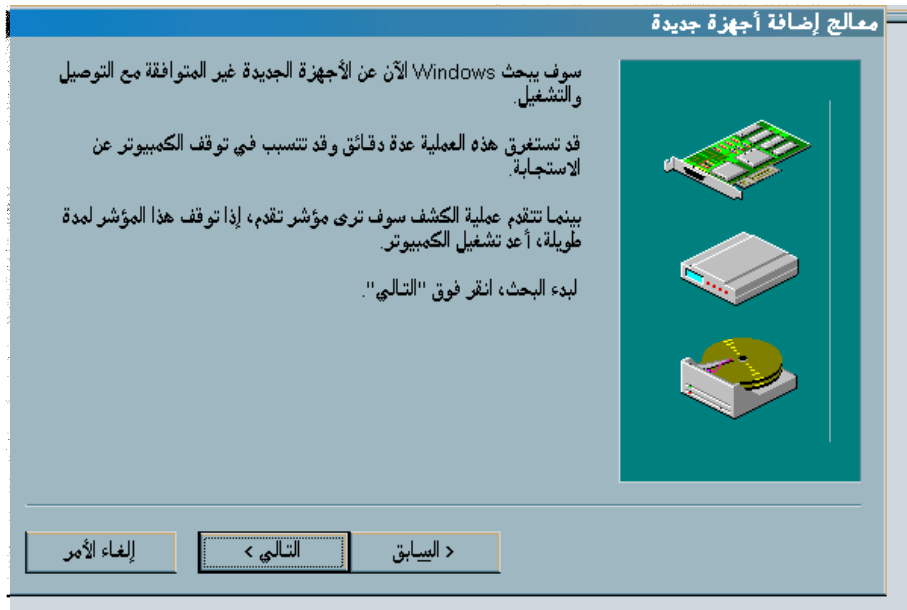 معالج إضافة أجهزة جديدة
سوف يبحث Windows الآن عن الأجهزة الجديدة غير المتوافقة مع التوصيل
والتشغيل.
قد تستغرق هذه العملية عدة دقائق وقد تتسبب في توقف الكمبيوتر عن
الاستجابة.
بينما تتقدم عملية الكشف سوف ترى مؤشر تقدم، إذا توقف هذا المؤشر لمدة
طويلة، أعد تشغيل الكمبيوتر.
لبدء البحث، انقر فوق "التالي".
< السابق
التالي >
إلغاء الأمر